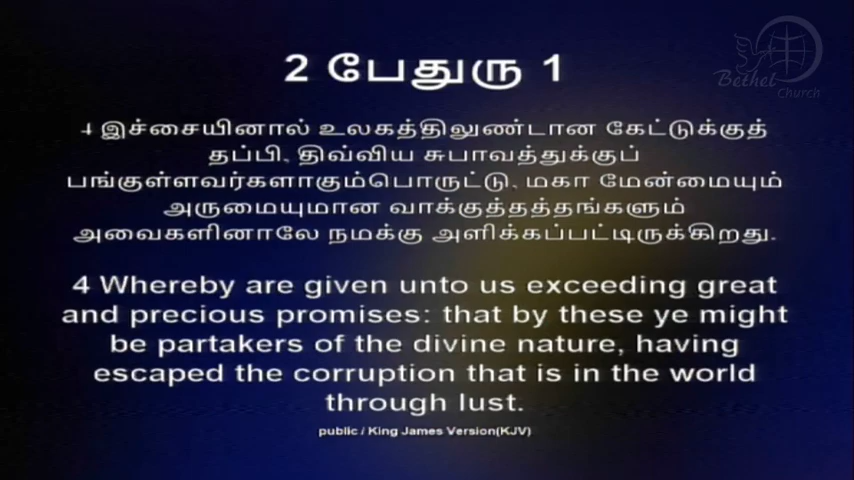 Bethel
Church
2 பேதுரு 1
4 இச்சையினால் உலகத்திலுண்டான கேட்டுக்குத்
தப்பி, திவ்விய சுபாவத்துக்குப்
பங்குள்ளவர்களாகும்பொருட்டு, மகா மேன்மையும்
அருமையுமான வாக்குத்தத்தங்களும்
அவைகளினாலே நமக்கு அளிக்கப்பட்டிருக்கிறது.
4 Whereby are given unto us exceeding great
and precious promises: that by these ye might
be partakers of the divine nature, having
escaped the corruption that is in the world
through lust.
public / King James Version(KJV)